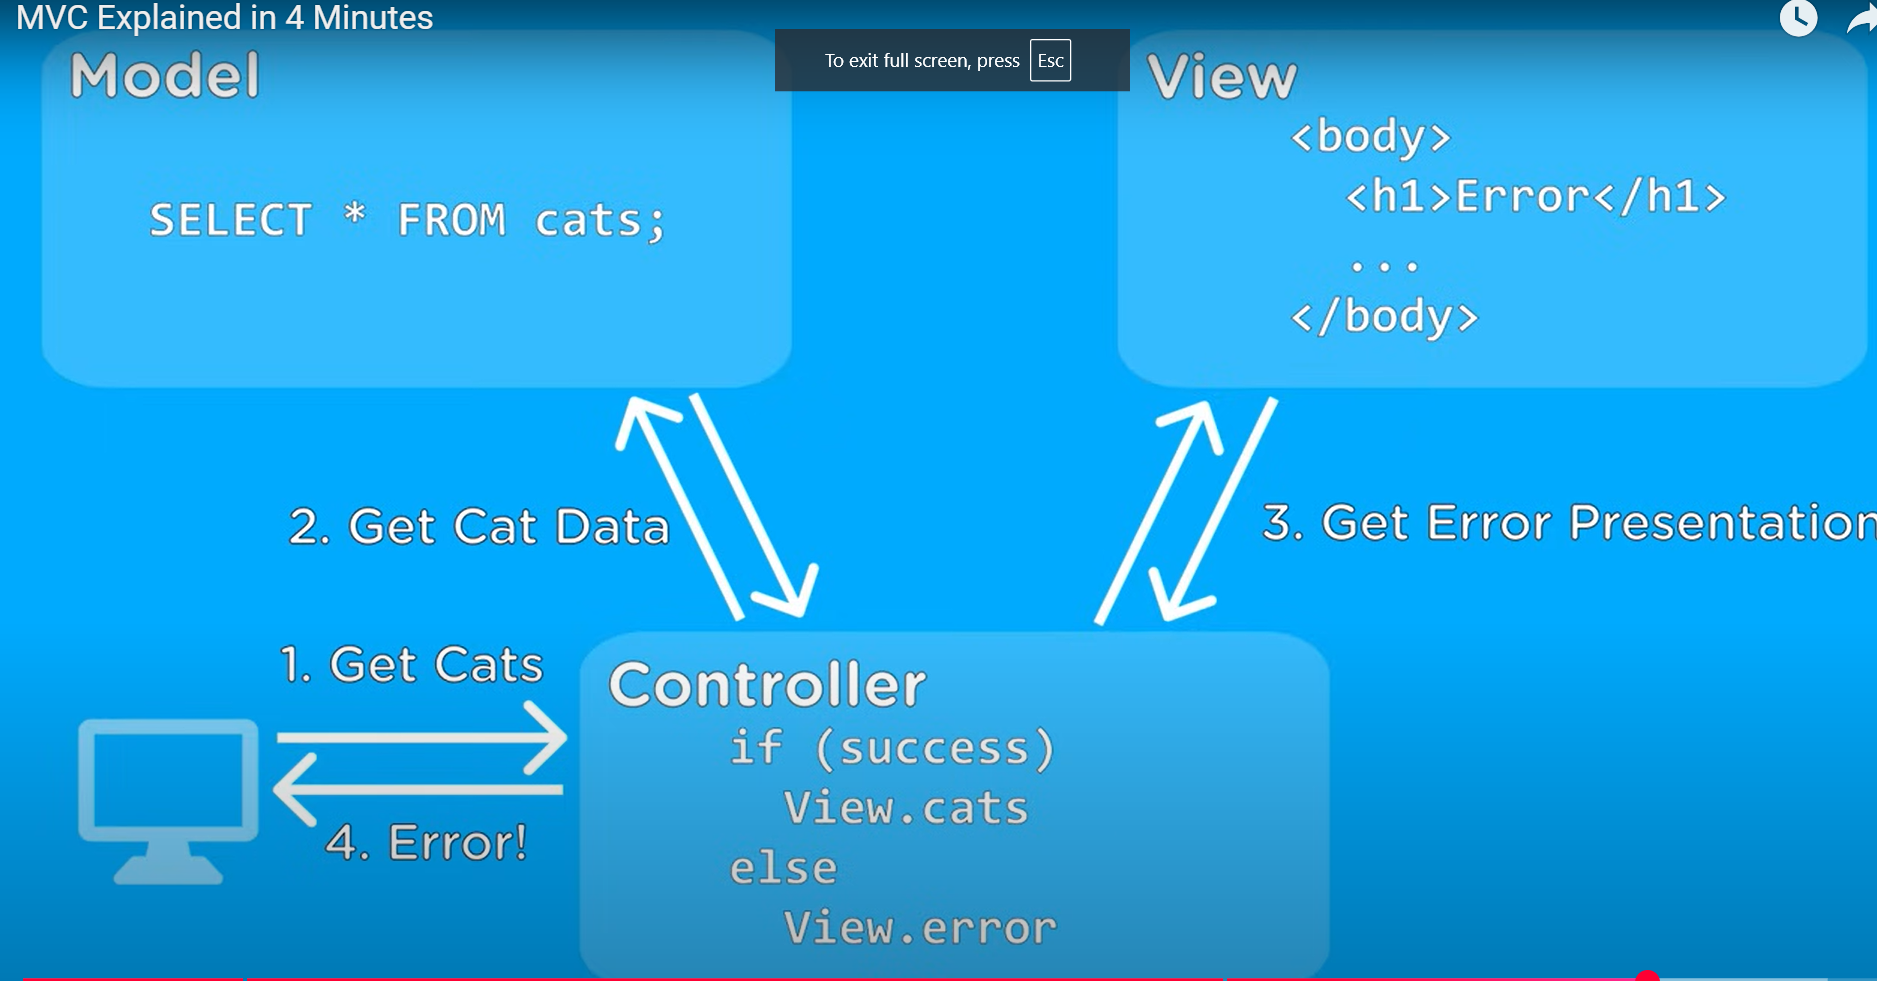 MVC Explained in 4 Minutes
To exit full screen, press Esc
Model
SELECT * FROM cats;
View
<body>
<h1>Error</h1>
...
</body>
2. Get Cat Data
3. Get Error Presentation
1. Get Cats
4. Error!
Controller
if (success)
View.cats
else
View.error